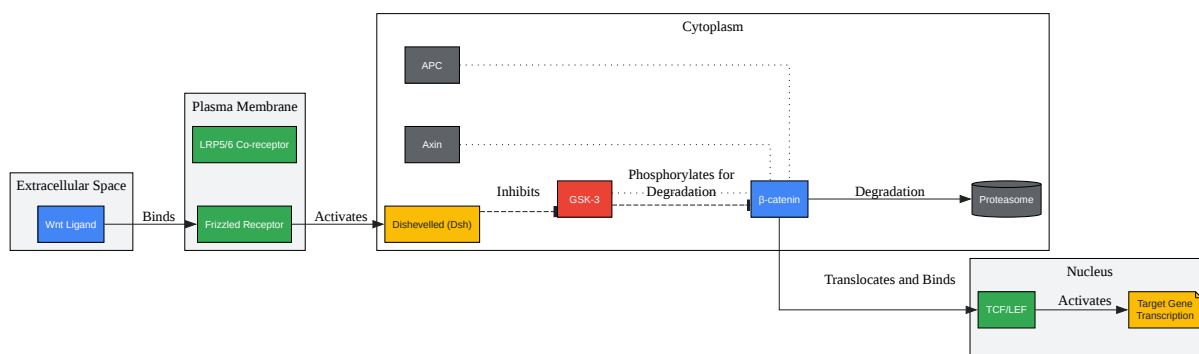 Cytoplasm
APC
Plasma Membrane
LRP5/6 Co-receptor
Axin
Extracellular Space
Wnt Ligand
Binds
Frizzled Receptor
Activates
Dishevelled (Dsh)
Inhibits
GSK-3
Phosphorylates for
Degradation
β-catenin
Degradation
Proteasome
Translocates and Binds
Nucleus
TCF/LEF
Activates
Target Gene
Transcription